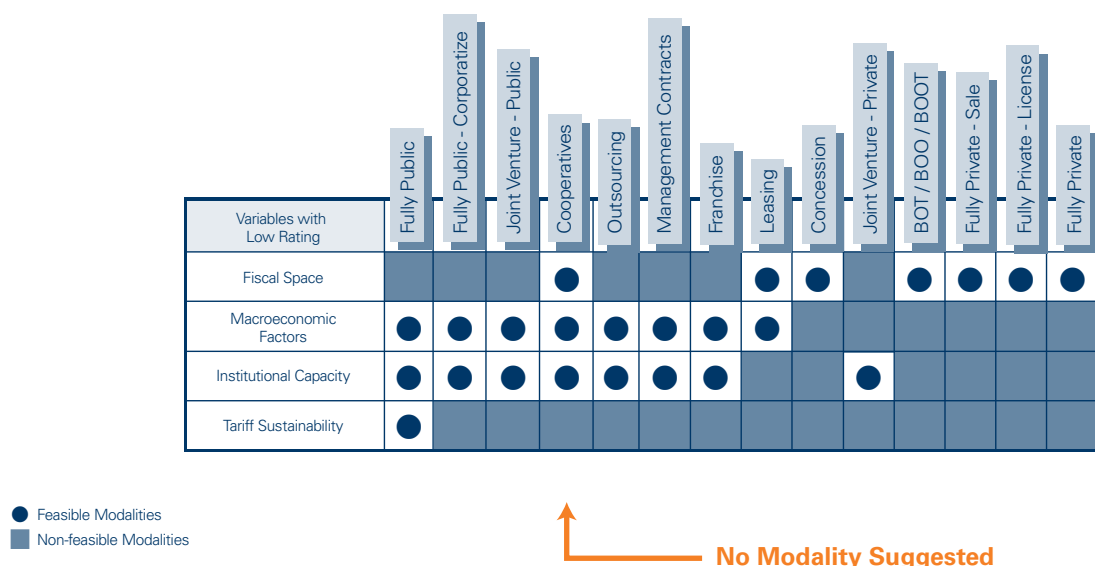 Fully Public
Fully Public - Corporatize
Joint Venture - Public
Cooperatives
Outsourcing
Management Contracts
Franchise
Leasing
Concession
Joint Venture - Private
BOT / BOO / BOOT
Fully Private - Sale
Fully Private - License
Fully Private
Variables with
Low Rating
Fiscal Space
Macroeconomic
Factors
Institutional Capacity
Tariff Sustainability
Feasible Modalities
Non-feasible Modalities
No Modality Suggested